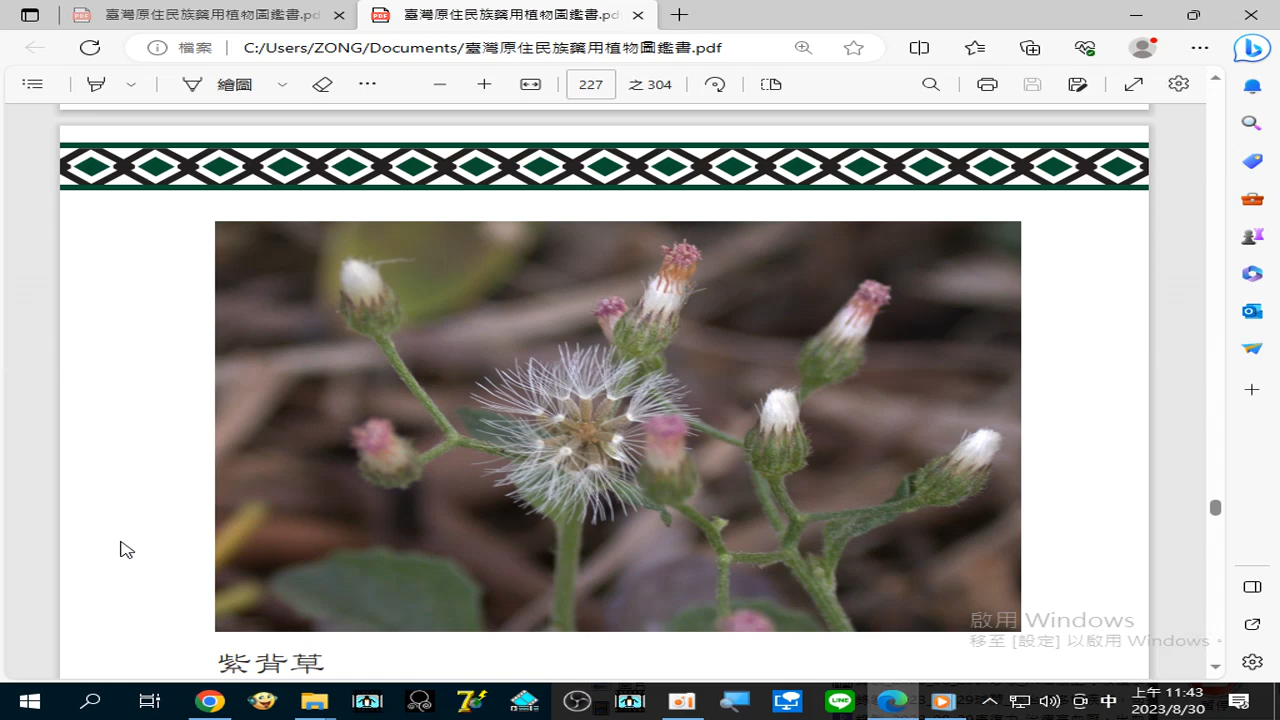 臺灣原住民族藥用植物圖鑑書.pd
臺灣原住民族藥用植物圖鑑書.pd
檔案
C:/Users/ZONG/Documents/臺灣原住民族藥用植物圖鑑書.pdf
繪圖
227
之 304
紫背草
啟用 Windows
移至 [設定] 以啟用 Windows。
中
上午 11:43
2023/8/30